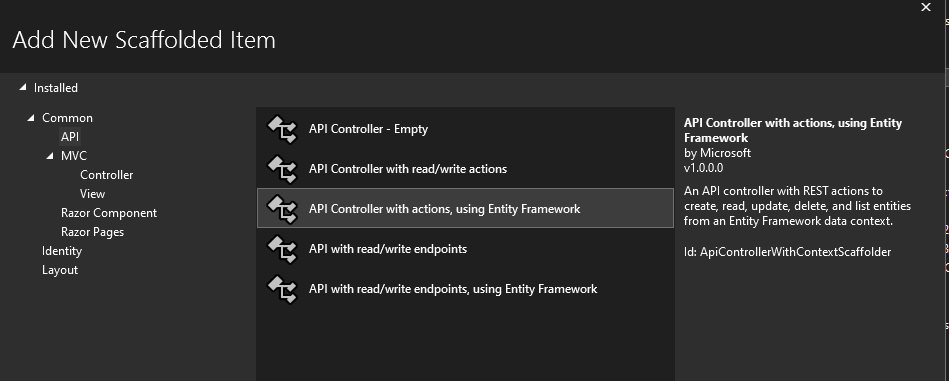 Add New Scaffolded Item
Installed
Common
API
MVC
Controller
View
Razor Component
Razor Pages
Identity
Layout
API Controller - Empty
API Controller with read/write actions
API Controller with actions, using Entity Framework
API with read/write endpoints
API with read/write endpoints, using Entity Framework
API Controller with actions, using Entity
Framework
by Microsoft
v1.0.0.0
An API controller with REST actions to
create, read, update, delete, and list entities
from an Entity Framework data context.
Id: ApiControllerWithContextScaffolder